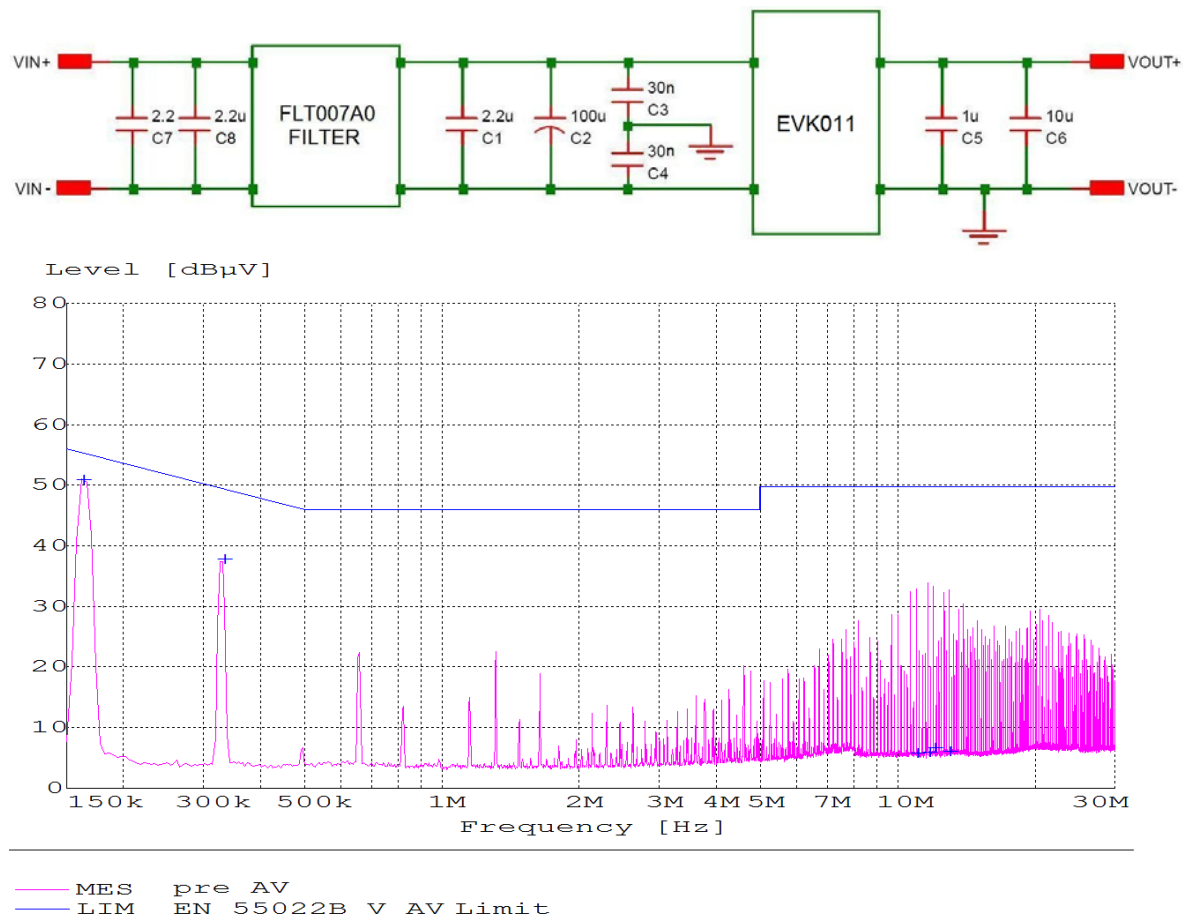 VIN+
VIN-
2.2
C7
2.2u
C8
FLT007A0
FILTER
2.2u
C1
100u
C2
30n
C3
30n
C4
EVK011
1u
C5
10u
C6
VOUT+
VOUT-
Level [dBµV]
80
70
60
50
40
30
20
10
0
150k 300k 500k 1M 2M 3M 4M 5M 7M 10M 30M
Frequency [Hz]
MES pre AV
LIM EN 55022B V AV Limit